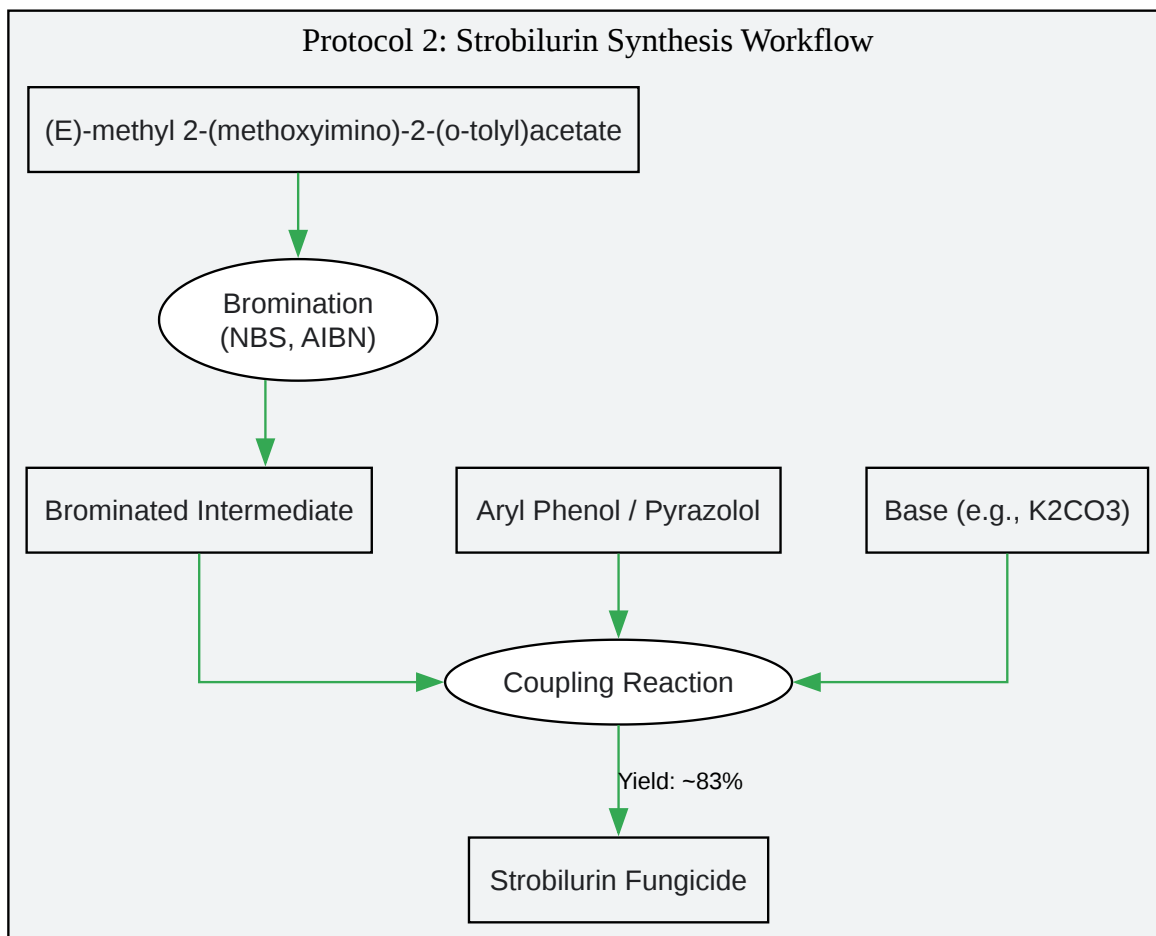 Protocol 2: Strobilurin Synthesis Workflow
(E)-methyl 2-(methoxyimino)-2-(o-tolyl)acetate
Bromination
(NBS, AIBN)
Brominated Intermediate
Aryl Phenol / Pyrazolol
Base (e.g., K2CO3)
Coupling Reaction
Yield: ~83%
Strobilurin Fungicide